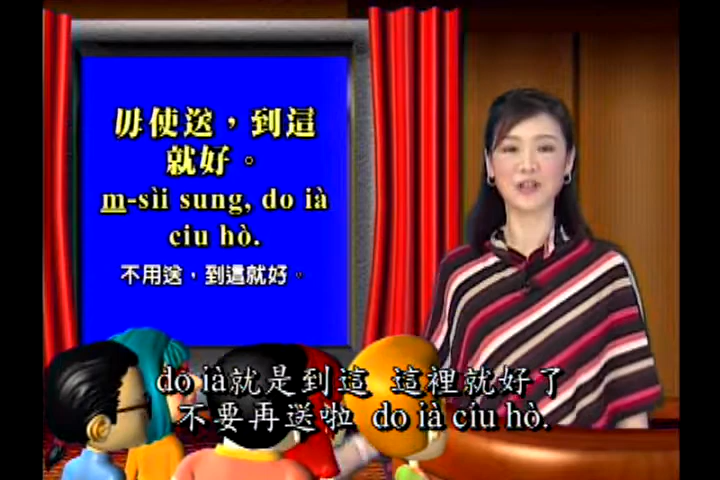 毋使送，到這
就好。
m-sìi sung, do ià
ciu hò.
不用送，到這就好。
do ià就是到這 這裡就好了
不要再送啦 do ià cíu hò.